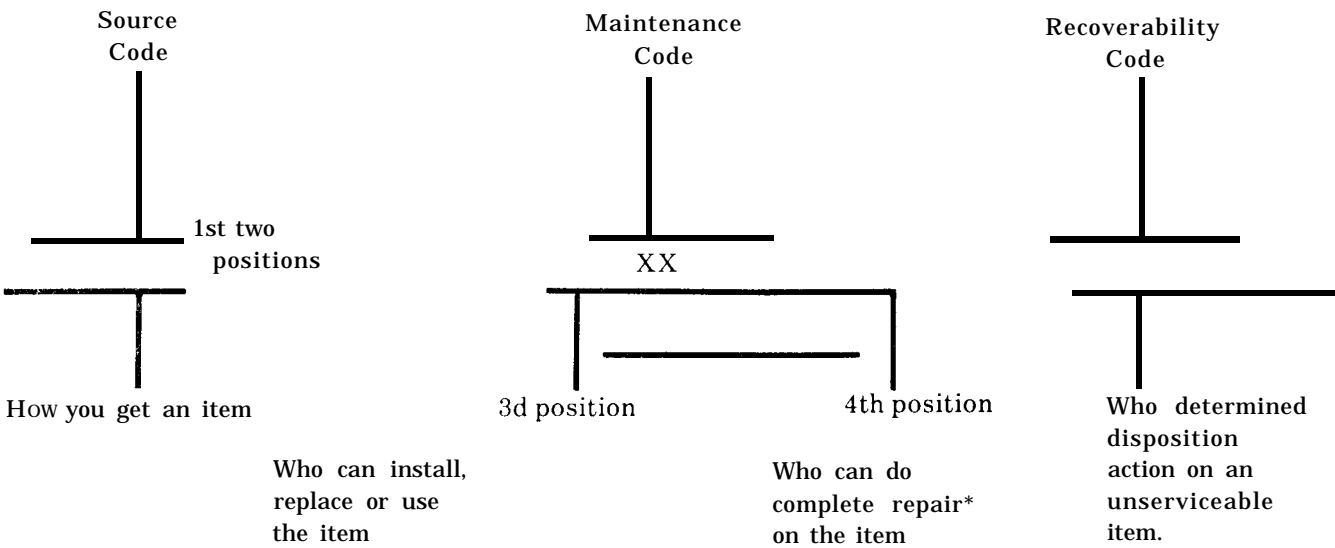 Source
Code
Maintenance
Code
Recoverability
Code
1st two
positions
XX
How you get an item
3d position
4th position
Who can install,
replace or use
the item
Who can do
complete repair*
on the item
Who determined
disposition
action on an
unserviceable
item.